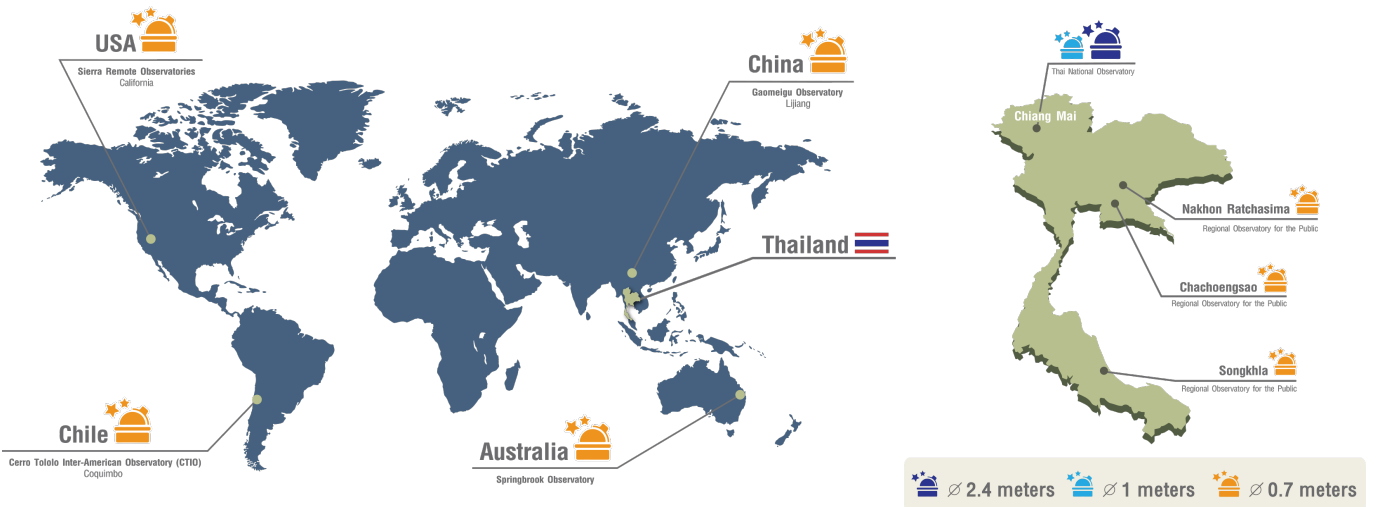 USA
Sierra Remote Observatories
California
China
Gaomeigu Observatory
Lijiang
Thailand
Chile
Cerro Tololo Inter-American Observatory (CTIO)
Coquimbo
Australia
Springbrook Observatory
Thai National Observatory
Chiang Mai
Nakhon Ratchasima
Regional Observatory for the Public
Chachoengsao
Regional Observatory for the Public
Songkhla
Regional Observatory for the Public
∅ 2.4 meters ∅ 1 meters ∅ 0.7 meters